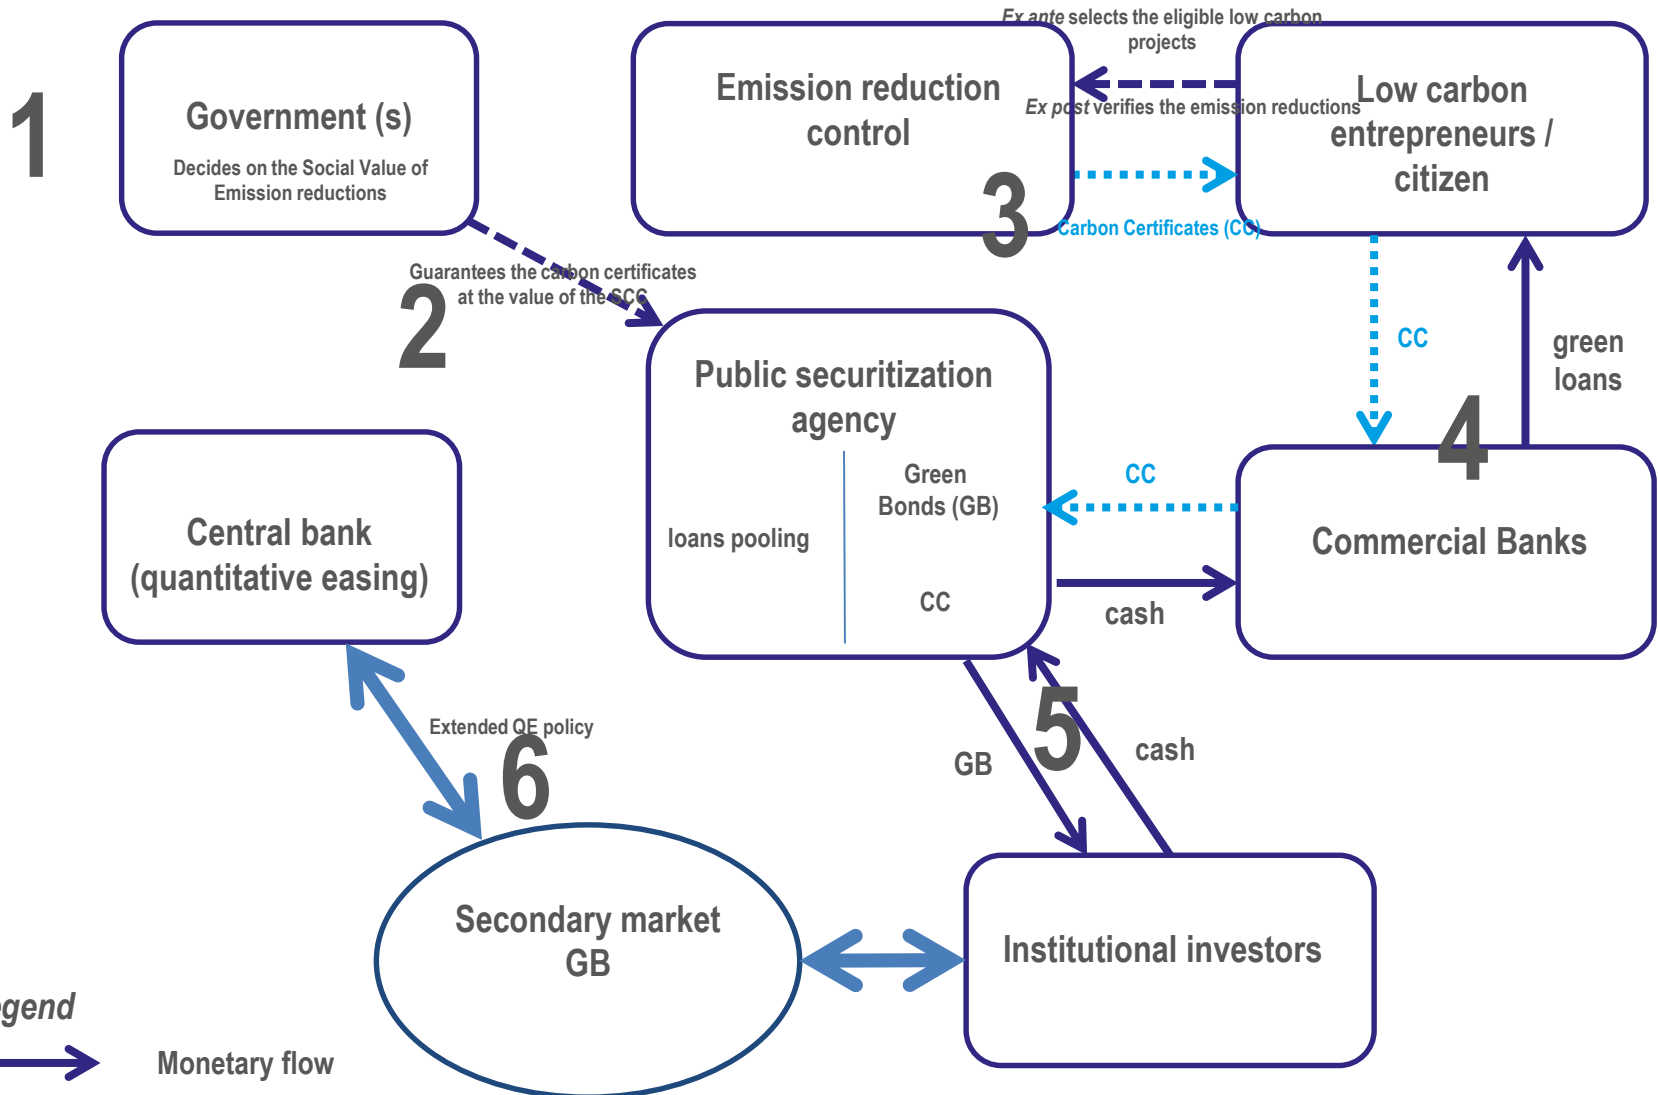 1
Government (s)
Decides on the Social Value of
Emission reductions
Emission reduction
control
Ex ante selects the eligible low carbon
projects
Ex post verifies the emission reductions
Low carbon
entrepreneurs /
citizen
3
Carbon Certificates (CC)
2
Guarantees the carbon certificates
at the value of the SCC
Public securitization
agency
loans pooling
Green
Bonds (GB)
CC
CC
green
loans
4
CC
cash
Commercial Banks
Central bank
(quantitative easing)
Extended QE policy
6
GB
5
cash
Secondary market
GB
Institutional investors
egend
Monetary flow